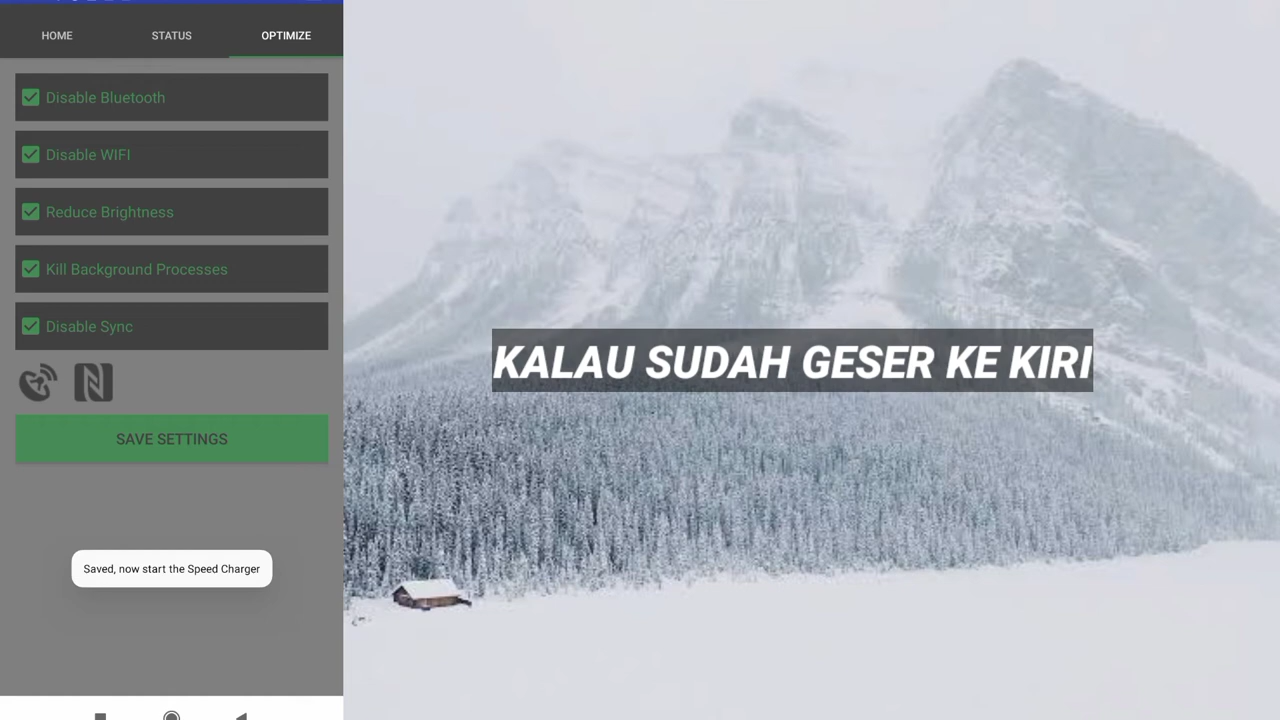 HOME
STATUS
OPTIMIZE
Disable Bluetooth
Disable WIFI
Reduce Brightness
Kill Background Processes
Disable Sync
SAVE SETTINGS
Saved, now start the Speed Charger
KALAU SUDAH GESER KE KIRI